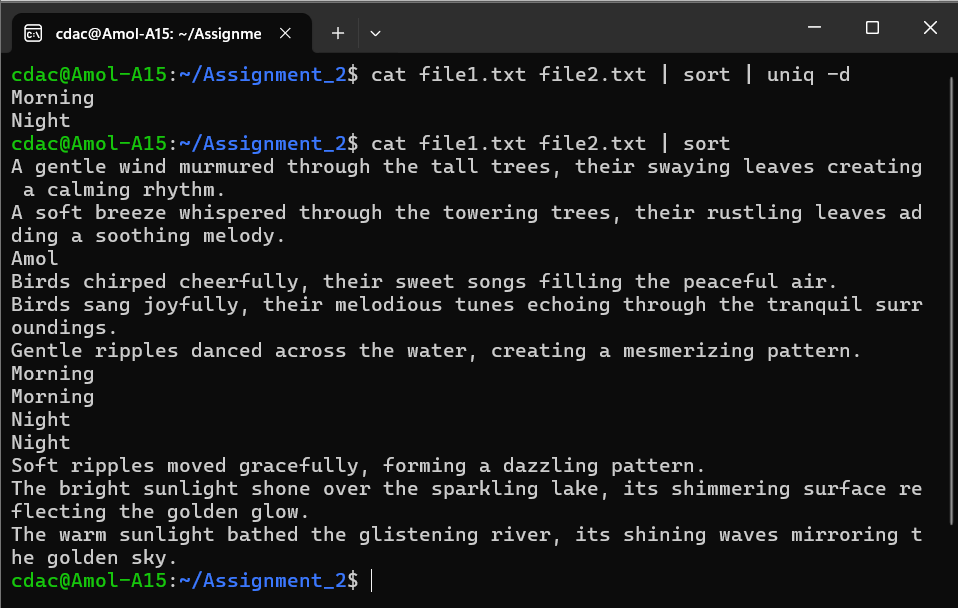 cdac@Amol-A15: ~/Assignme
cdac@Amol-A15:~/Assignment_2$ cat file1.txt file2.txt | sort | uniq -d
Morning
Night
cdac@Amol-A15:~/Assignment_2$ cat file1.txt file2.txt | sort
A gentle wind murmured through the tall trees, their swaying leaves creating
 a calming rhythm.
A soft breeze whispered through the towering trees, their rustling leaves ad
ding a soothing melody.
Amol
Birds chirped cheerfully, their sweet songs filling the peaceful air.
Birds sang joyfully, their melodious tunes echoing through the tranquil surr
oundings.
Gentle ripples danced across the water, creating a mesmerizing pattern.
Morning
Morning
Night
Night
Soft ripples moved gracefully, forming a dazzling pattern.
The bright sunlight shone over the sparkling lake, its shimmering surface re
flecting the golden glow.
The warm sunlight bathed the glistening river, its shining waves mirroring t
he golden sky.
cdac@Amol-A15:~/Assignment_2$